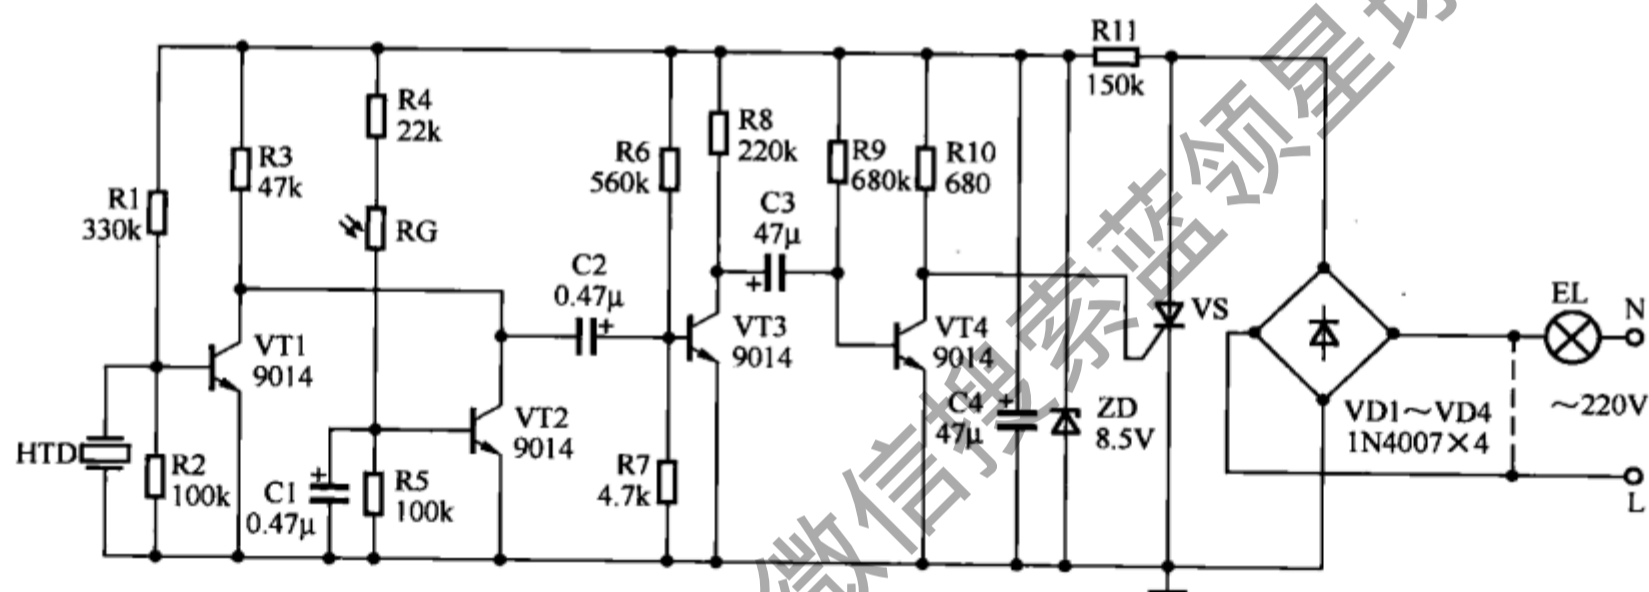 R11
150k
R4
22k
R3
47k
R8
220k
R6
560k
R9
680k
R10
680
R1
330k
RG
C3
47μ
+
C2
0.47μ
+
VT1
9014
VT3
9014
VT4
9014
VS
EL
N
VT2
9014
HTD
R2
100k
C1
0.47μ
+
R5
100k
R7
4.7k
C4
47μ
+
ZD
8.5V
VD1～VD4
1N4007×4
～220V
L
微信搜索蓝领星球